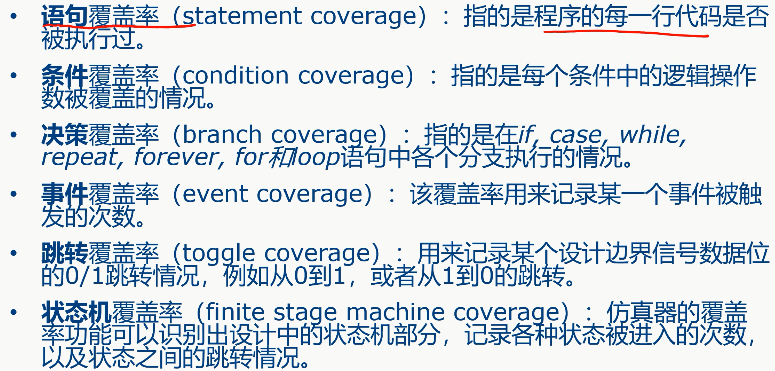 • 语句覆盖率（statement coverage）：指的是程序的每一行代码是否
被执行过。
• 条件覆盖率（condition coverage）：指的是每个条件中的逻辑操作
数被覆盖的情况。
• 决策覆盖率（branch coverage）：指的是在if, case, while,
repeat, forever, for和loop语句中各个分支执行的情况。
• 事件覆盖率（event coverage）：该覆盖率用来记录某一个事件被触
发的次数。
• 跳转覆盖率（toggle coverage）：用来记录某个设计边界信号数据位
的0/1跳转情况，例如从0到1，或者从1到0的跳转。
• 状态机覆盖率（finite stage machine coverage）：仿真器的覆盖
率功能可以识别出设计中的状态机部分，记录各种状态被进入的次数，
以及状态之间的跳转情况。